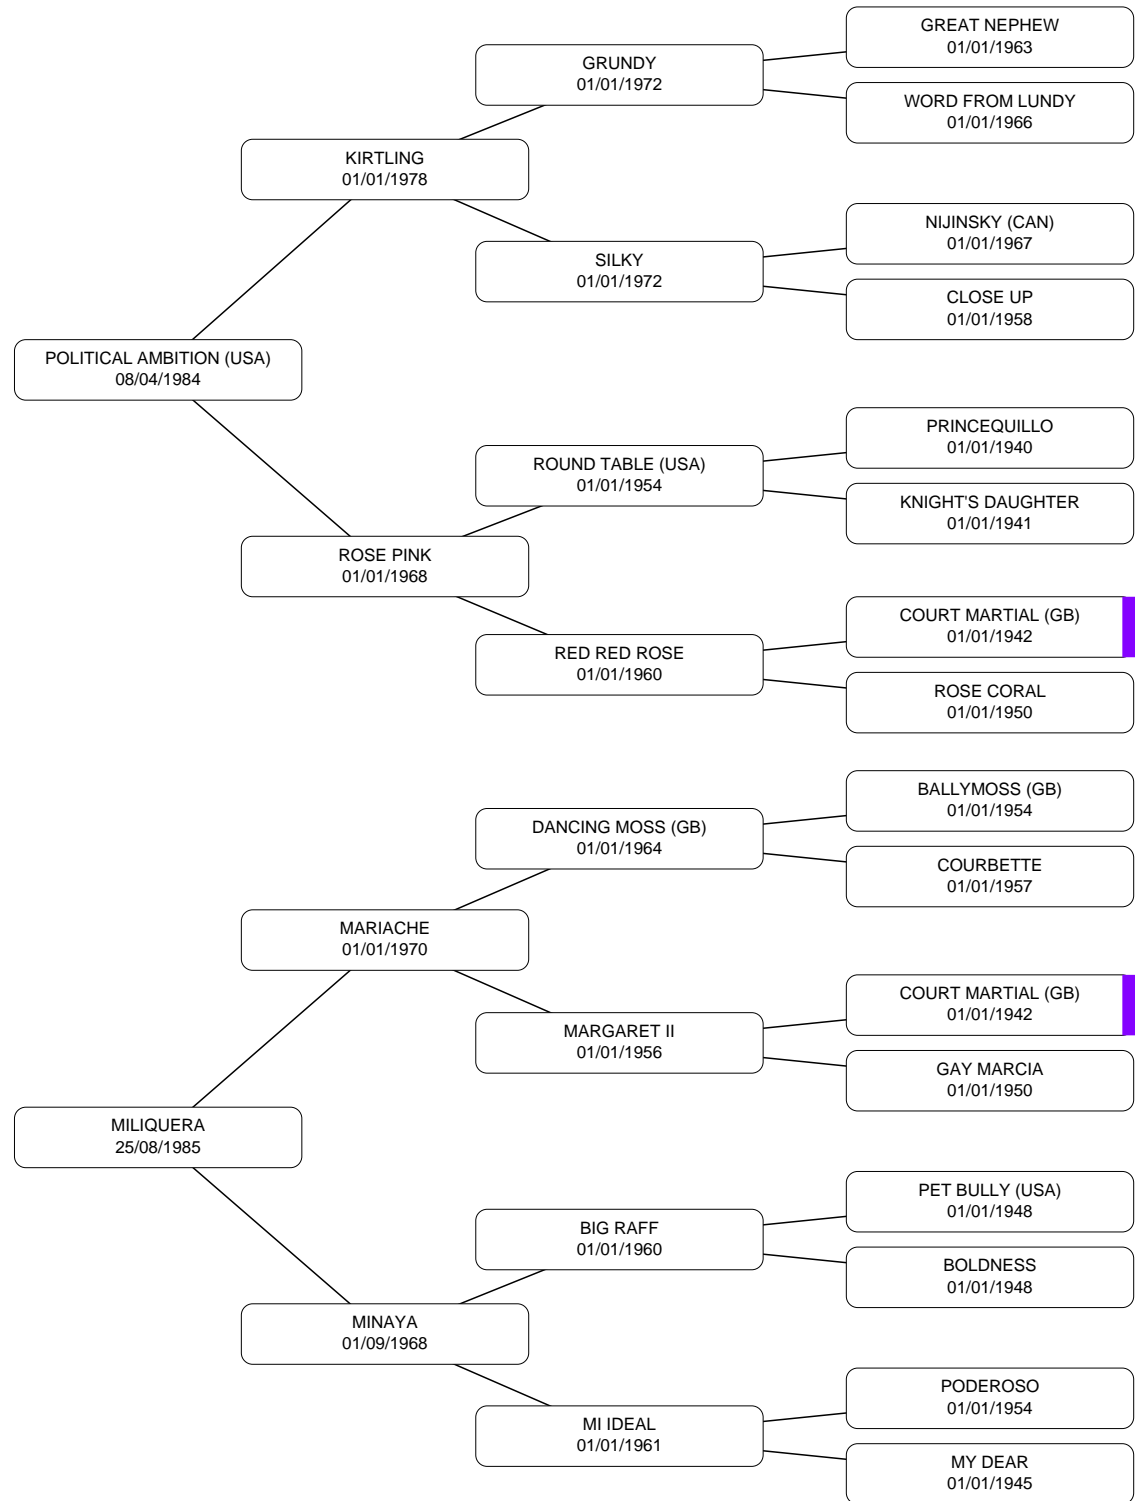 GREAT NEPHEW
01/01/1963
GRUNDY
01/01/1972
WORD FROM LUNDY
01/01/1966
KIRTLING
01/01/1978
NIJINSKY (CAN)
01/01/1967
SILKY
01/01/1972
CLOSE UP
01/01/1958
POLITICAL AMBITION (USA)
08/04/1984
PRINCEQUILLO
01/01/1940
ROUND TABLE (USA)
01/01/1954
KNIGHT'S DAUGHTER
01/01/1941
ROSE PINK
01/01/1968
COURT MARTIAL (GB)
01/01/1942
RED RED ROSE
01/01/1960
ROSE CORAL
01/01/1950
BALLYMOSS (GB)
01/01/1954
DANCING MOSS (GB)
01/01/1964
COURBETTE
01/01/1957
MARIACHE
01/01/1970
COURT MARTIAL (GB)
01/01/1942
MARGARET II
01/01/1956
GAY MARCIA
01/01/1950
MILIQUERA
25/08/1985
PET BULLY (USA)
01/01/1948
BIG RAFF
01/01/1960
BOLDNESS
01/01/1948
MINAYA
01/09/1968
PODEROSO
01/01/1954
MI IDEAL
01/01/1961
MY DEAR
01/01/1945